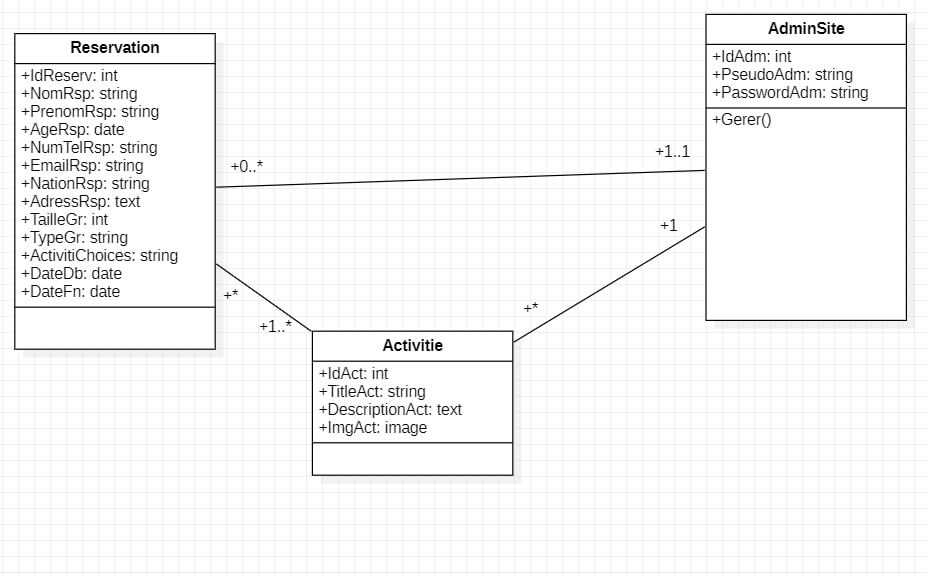 Reservation
+IdReserv: int
+NomRsp: string
+PrenomRsp: string
+AgeRsp: date
+NumTelRsp: string
+EmailRsp: string
+NationRsp: string
+AdressRsp: text
+TailleGr: int
+TypeGr: string
+ActivitiChoices: string
+DateDb: date
+DateFn: date
AdminSite
+IdAdm: int
+PseudoAdm: string
+PasswordAdm: string
+Gerer()
+0..*
+1..1
+1
+*
+1..*
+*
Activitie
+IdAct: int
+TitleAct: string
+DescriptionAct: text
+ImgAct: image